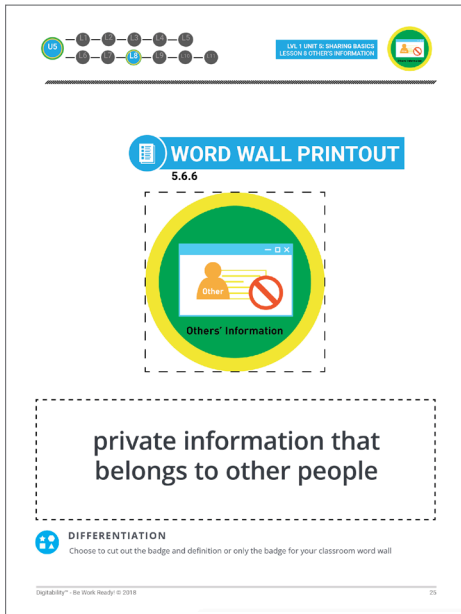 U5
L1 L2 L3 L4 L5
L6 L7 L8 L9 L10 L11
LVL 1 UNIT 5: SHARING BASICS
LESSON 8 OTHER'S INFORMATION
WORD WALL PRINTOUT
5.6.6
Other
Others' Information
private information that
belongs to other people
DIFFERENTIATION
Choose to cut out the badge and definition or only the badge for your classroom word wall
Digitability™ - Be Work Ready! © 2018
25